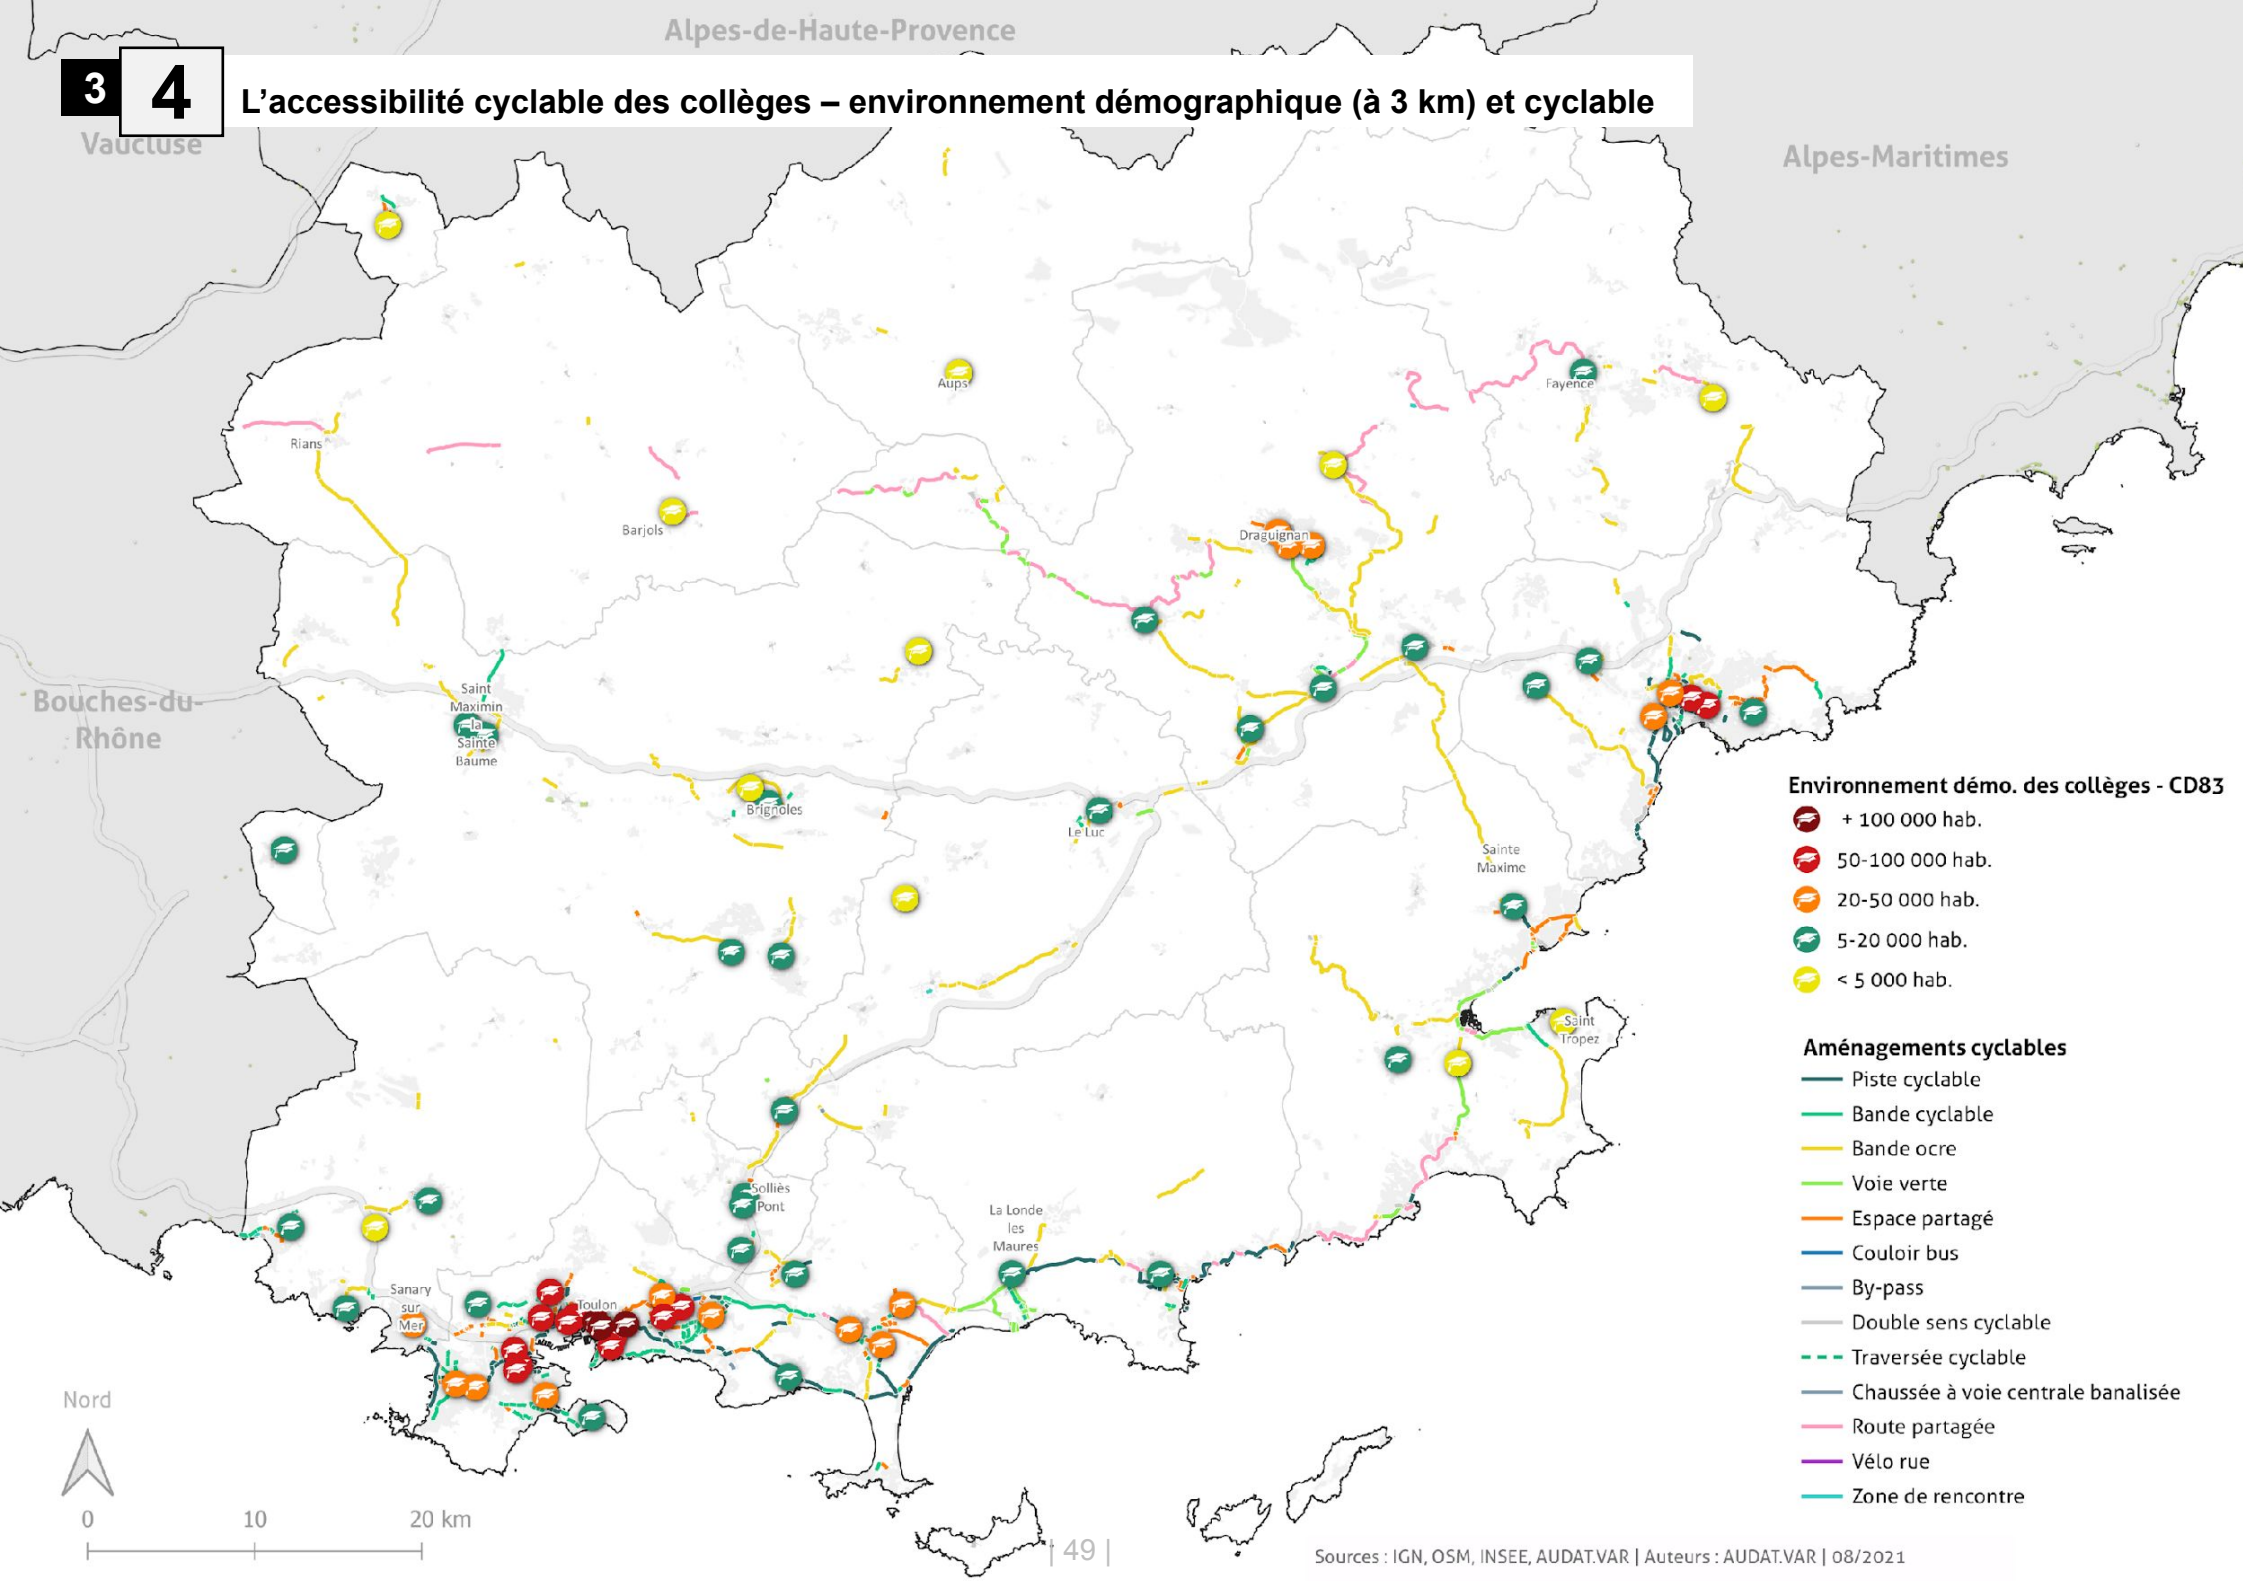 Alpes-de-Haute-Provence
3
4
L’accessibilité cyclable des collèges – environnement démographique (à 3 km) et cyclable
Vaucluse
Alpes-Maritimes
Aups
Fayence
Rians
Barjols
Draguignan
Saint
Maximin
la
Sainte
Baume
Bouches-du-
Rhône
Brignoles
Le Luc
Sainte
Maxime
Saint
Tropez
Solliès
Pont
La Londe
les
Maures
Sanary
sur
Mer
Toulon
Environnement démo. des collèges - CD83
+ 100 000 hab.
50-100 000 hab.
20-50 000 hab.
5-20 000 hab.
< 5 000 hab.
Aménagements cyclables
Piste cyclable
Bande cyclable
Bande ocre
Voie verte
Espace partagé
Couloir bus
By-pass
Double sens cyclable
Traversée cyclable
Chaussée à voie centrale banalisée
Route partagée
Vélo rue
Zone de rencontre
Nord
0 10 20 km
| 49 |
Sources : IGN, OSM, INSEE, AUDAT.VAR | Auteurs : AUDAT.VAR | 08/2021